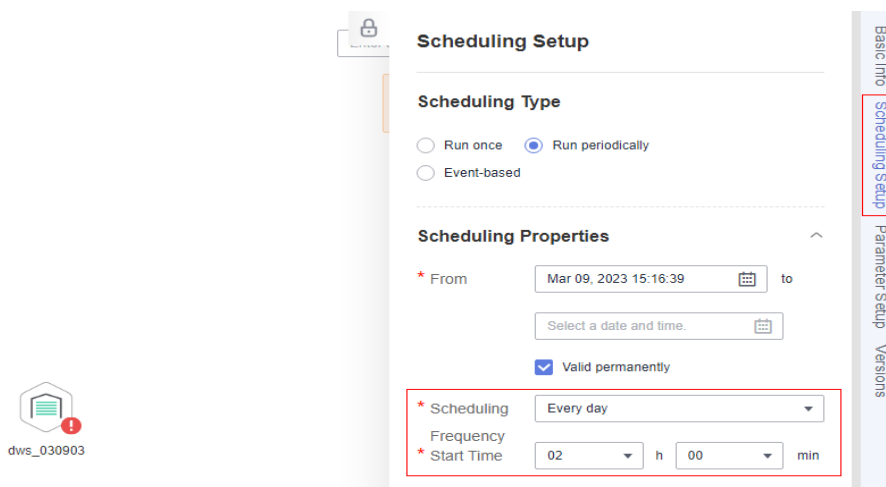 Scheduling Setup
Scheduling Type
Run once
Run periodically
Event-based
Scheduling Properties
* From
Mar 09, 2023 15:16:39
to
Select a date and time.
Valid permanently
* Scheduling Frequency
Every day
* Start Time
02
h
00
min
dws_030903
Basic Info
Scheduling Setup
Parameter Setup
Versions